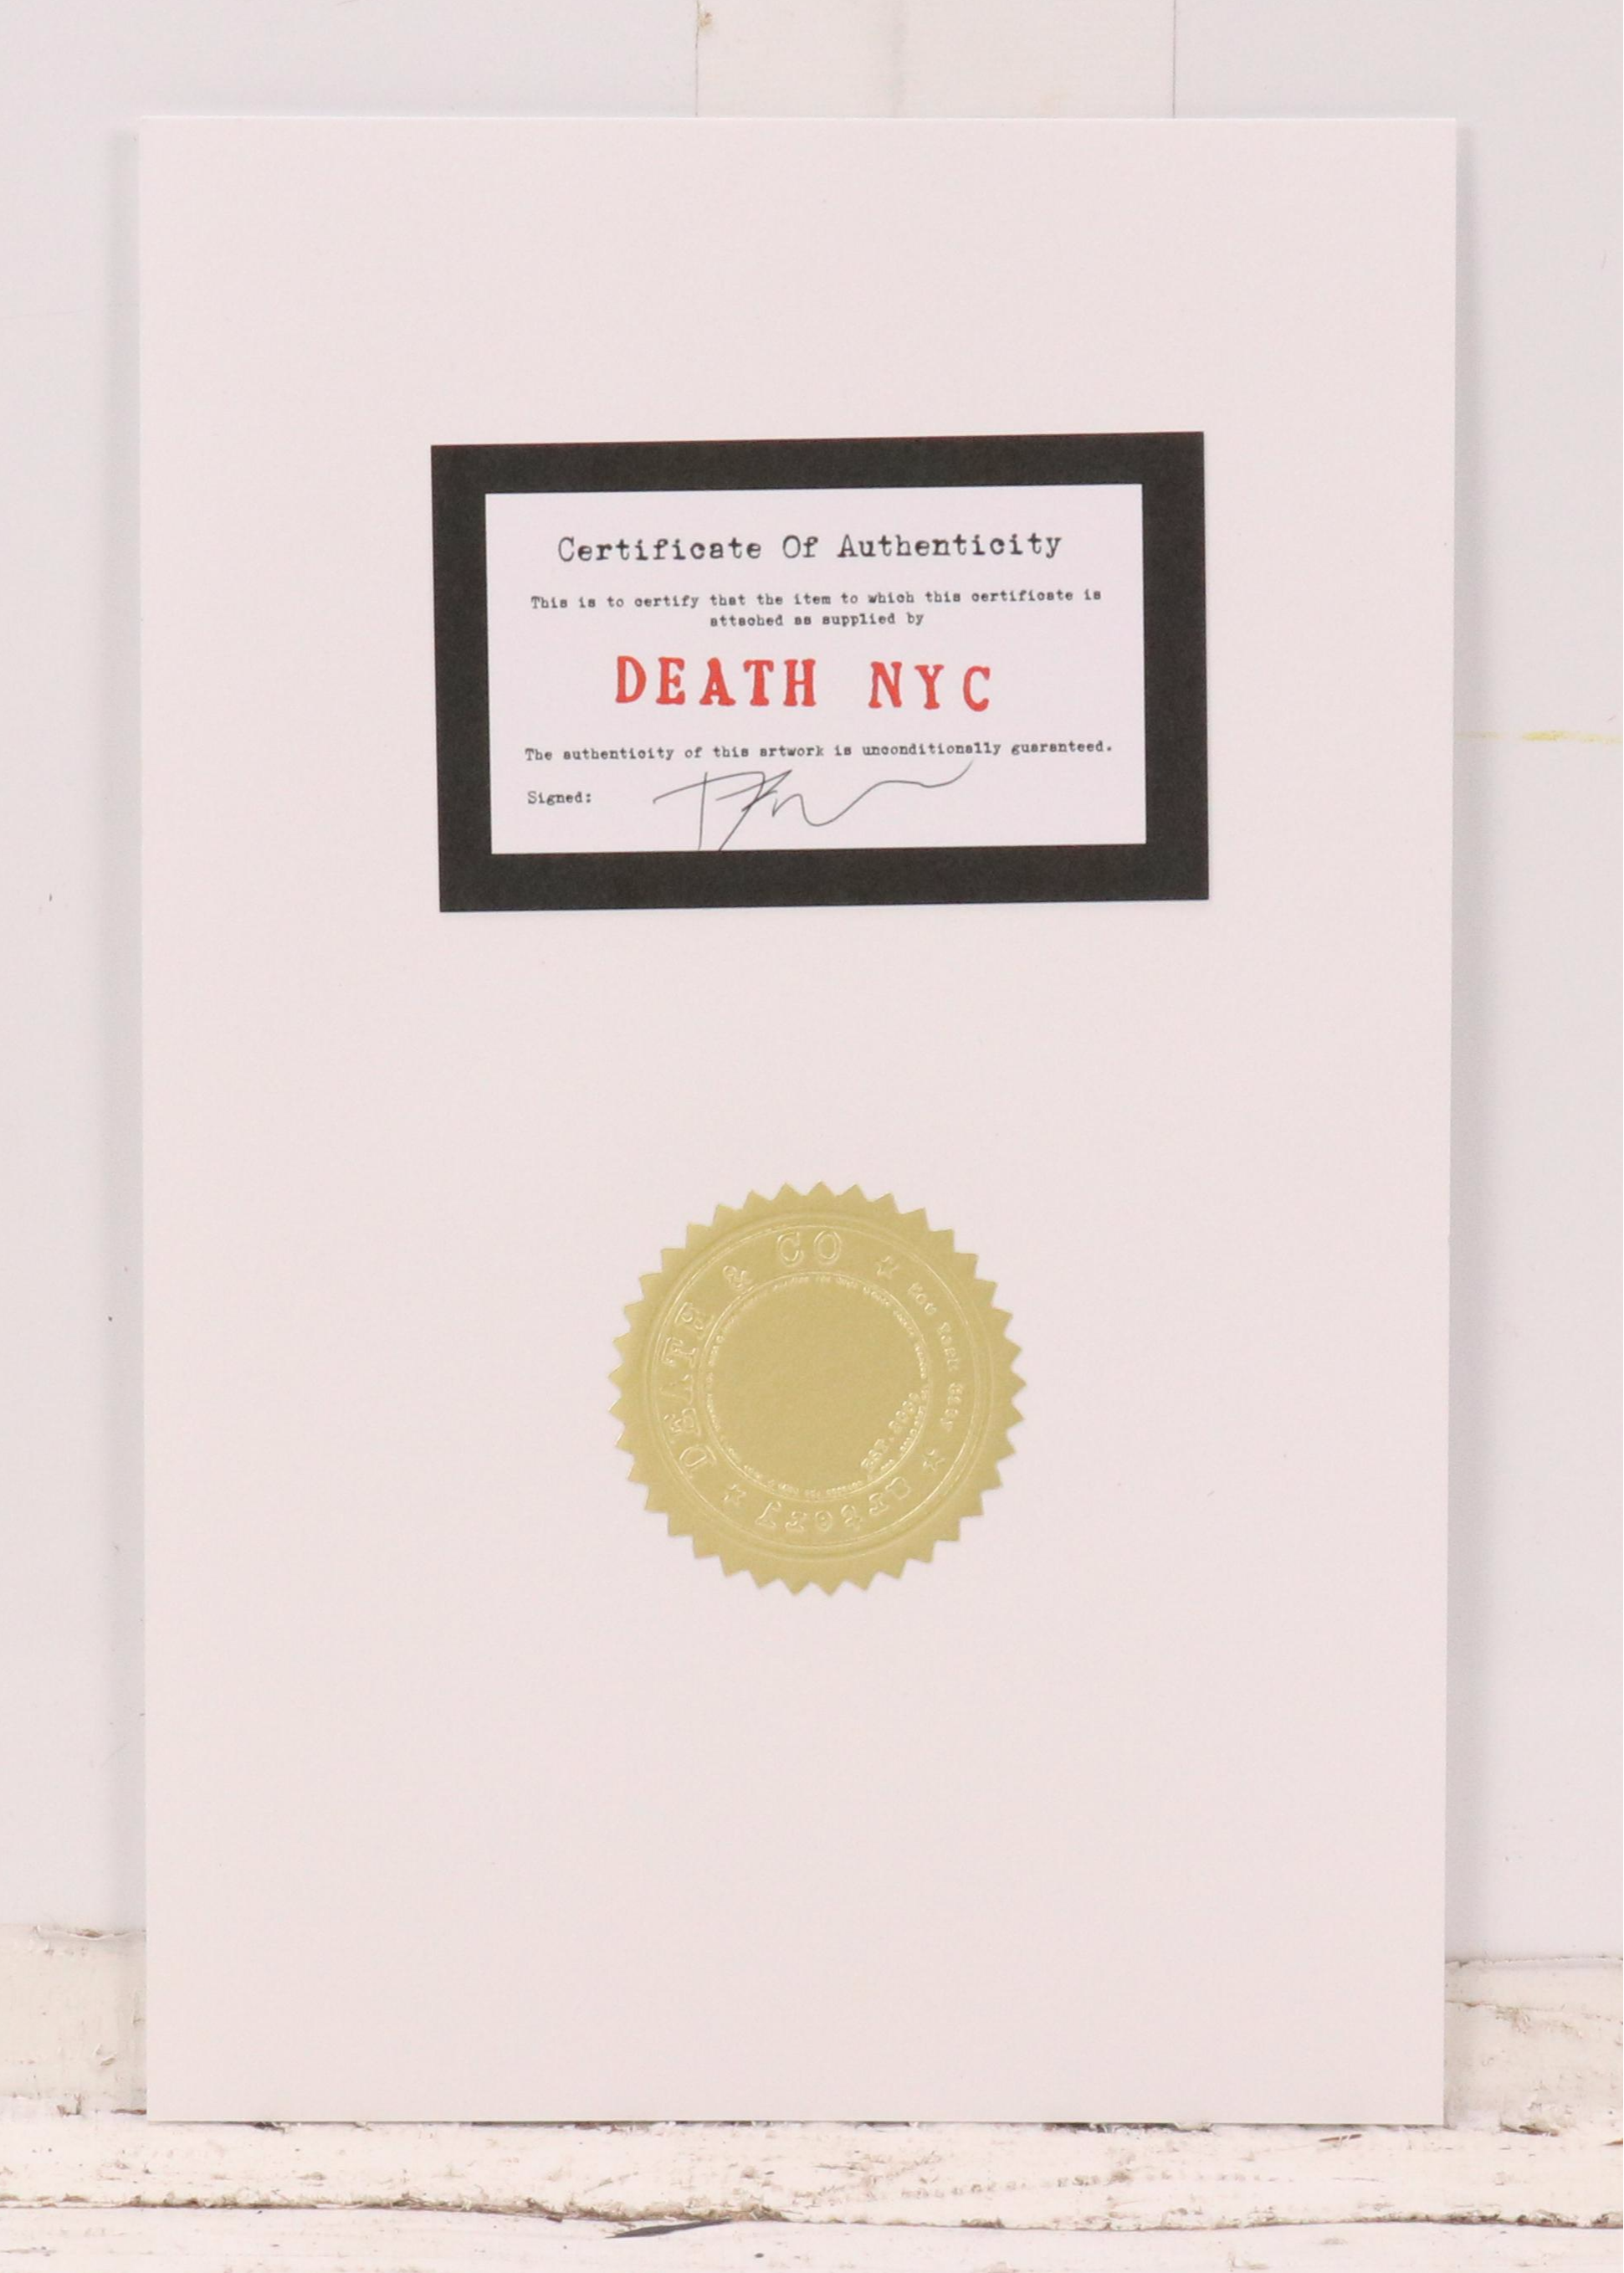 Certificate Of Authenticity
This is to certify that the item to which this certificate is
attached as supplied by
DEATH NYC
The authenticity of this artwork is unconditionally guaranteed.
Signed:
DEATH & CO